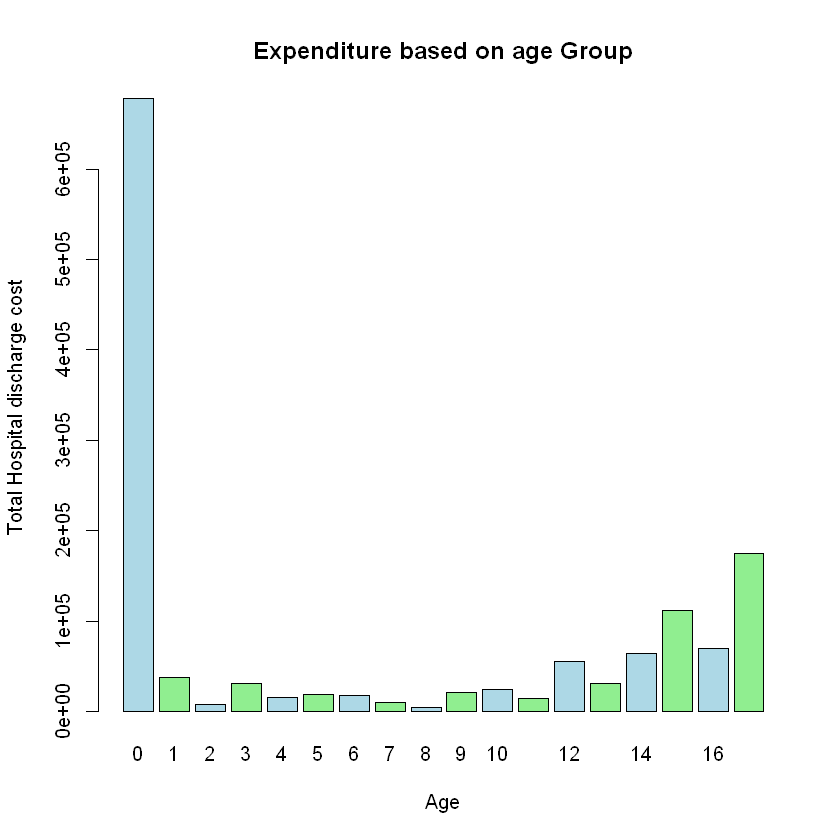 Expenditure based on age Group
Total Hospital discharge cost
6e+05
5e+05
4e+05
3e+05
2e+05
1e+05
0e+00
0 1 2 3 4 5 6 7 8 9 10 12 14 16
Age